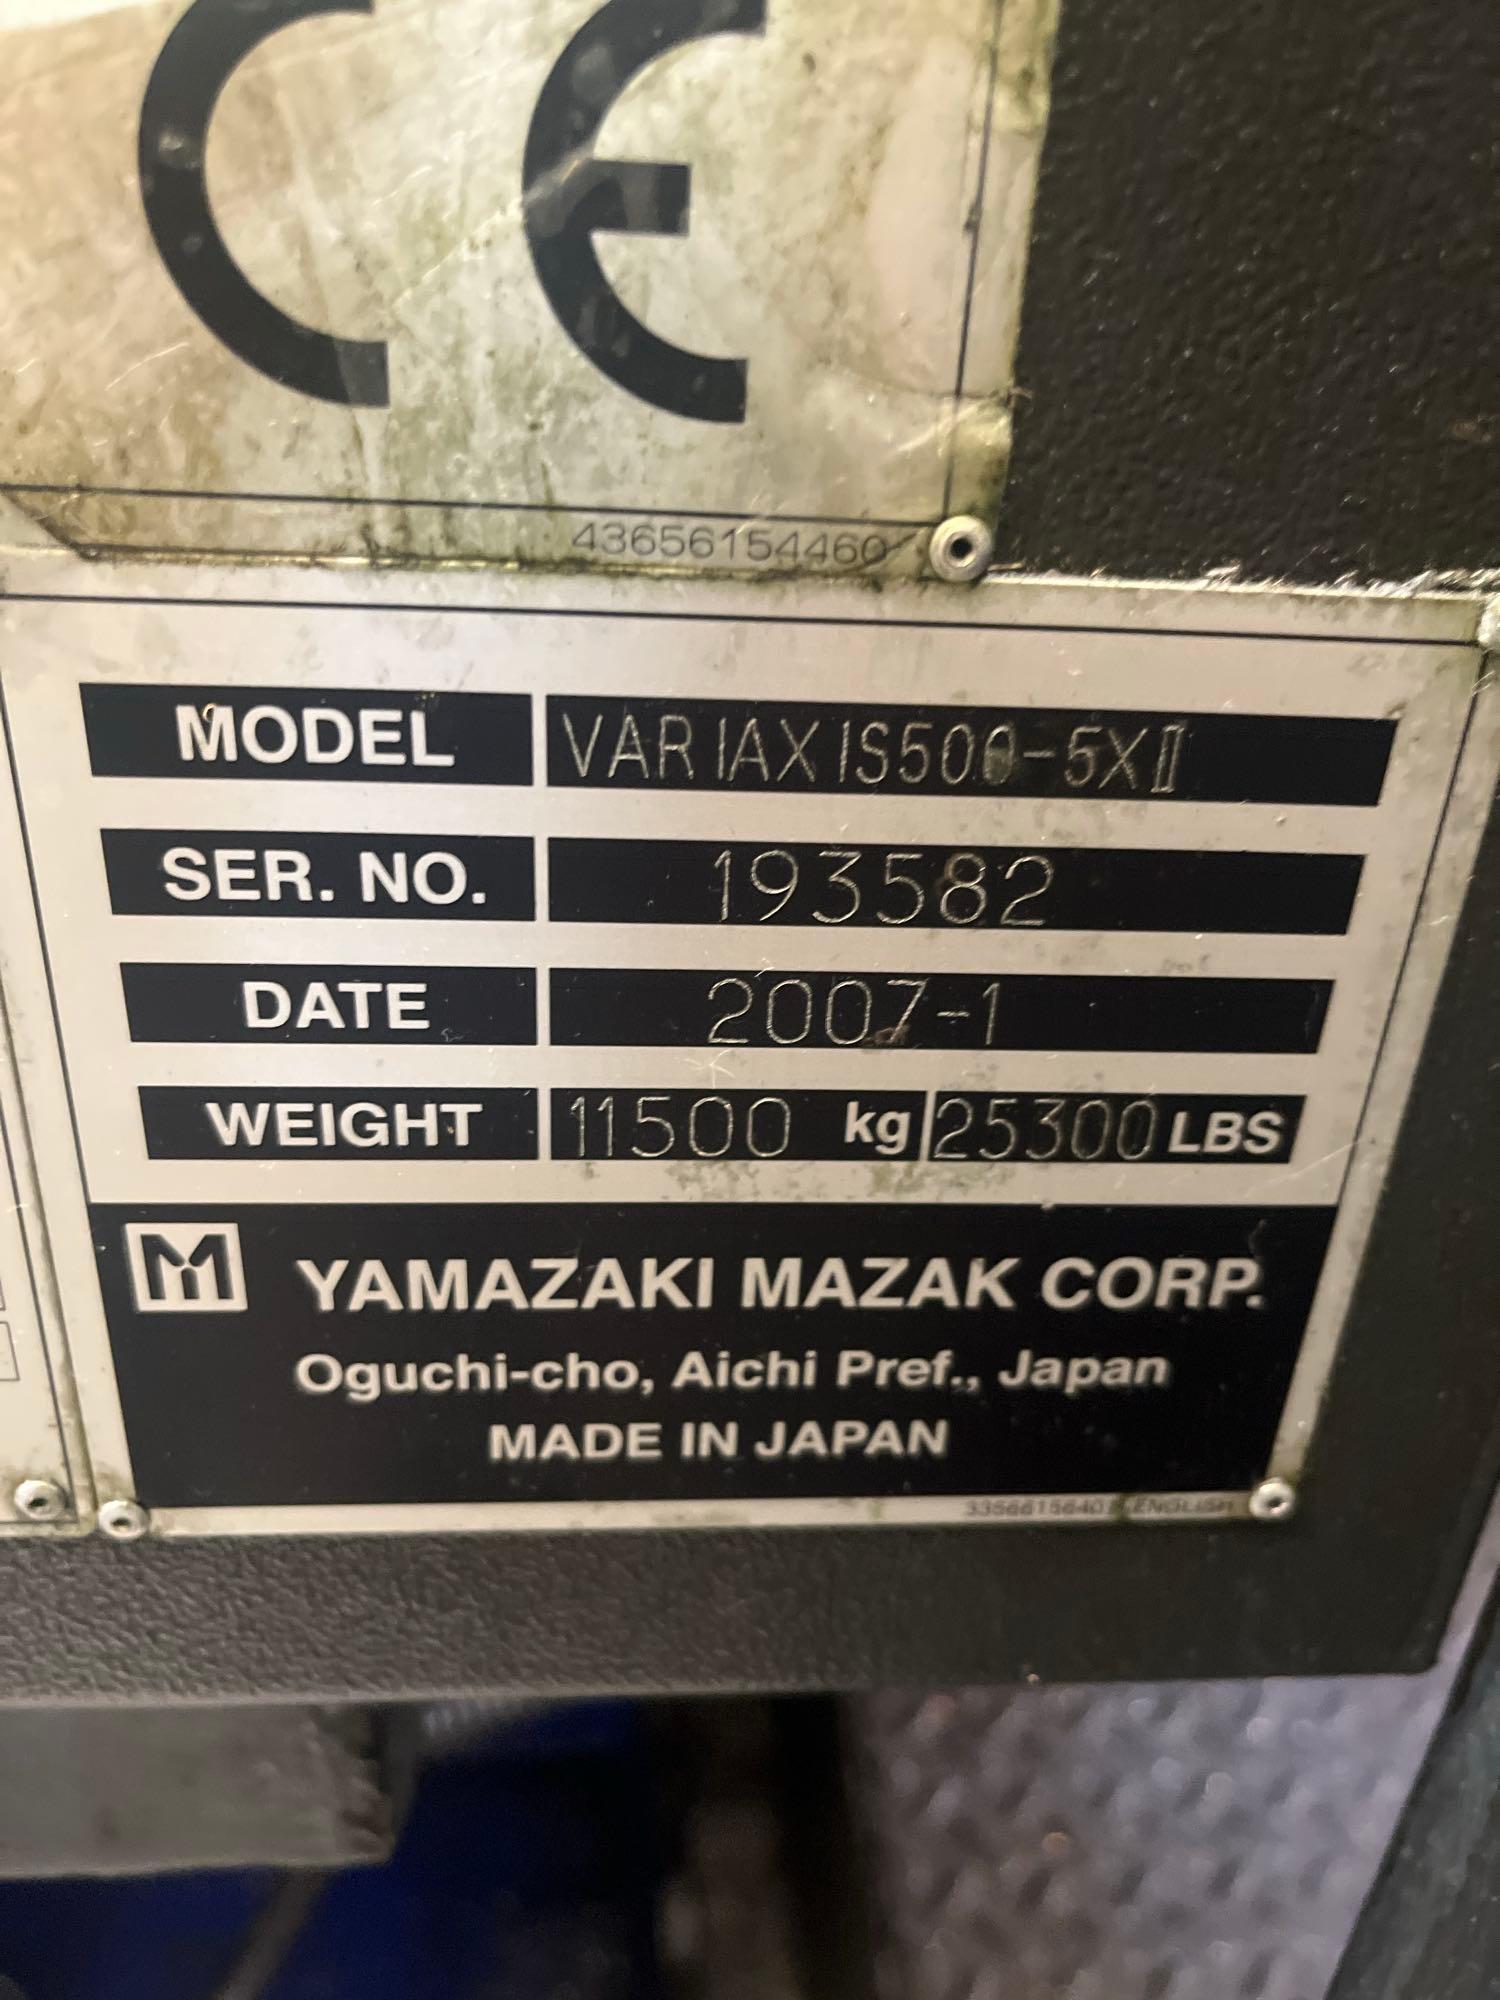 CE
43656154460
MODEL VARIAXIS500-5XⅡ
SER. NO. 193582
DATE 2007-1
WEIGHT 11500 kg 25300 LBS
YAMAZAKI MAZAK CORP.
Oguchi-cho, Aichi Pref., Japan
MADE IN JAPAN
ENGLISH